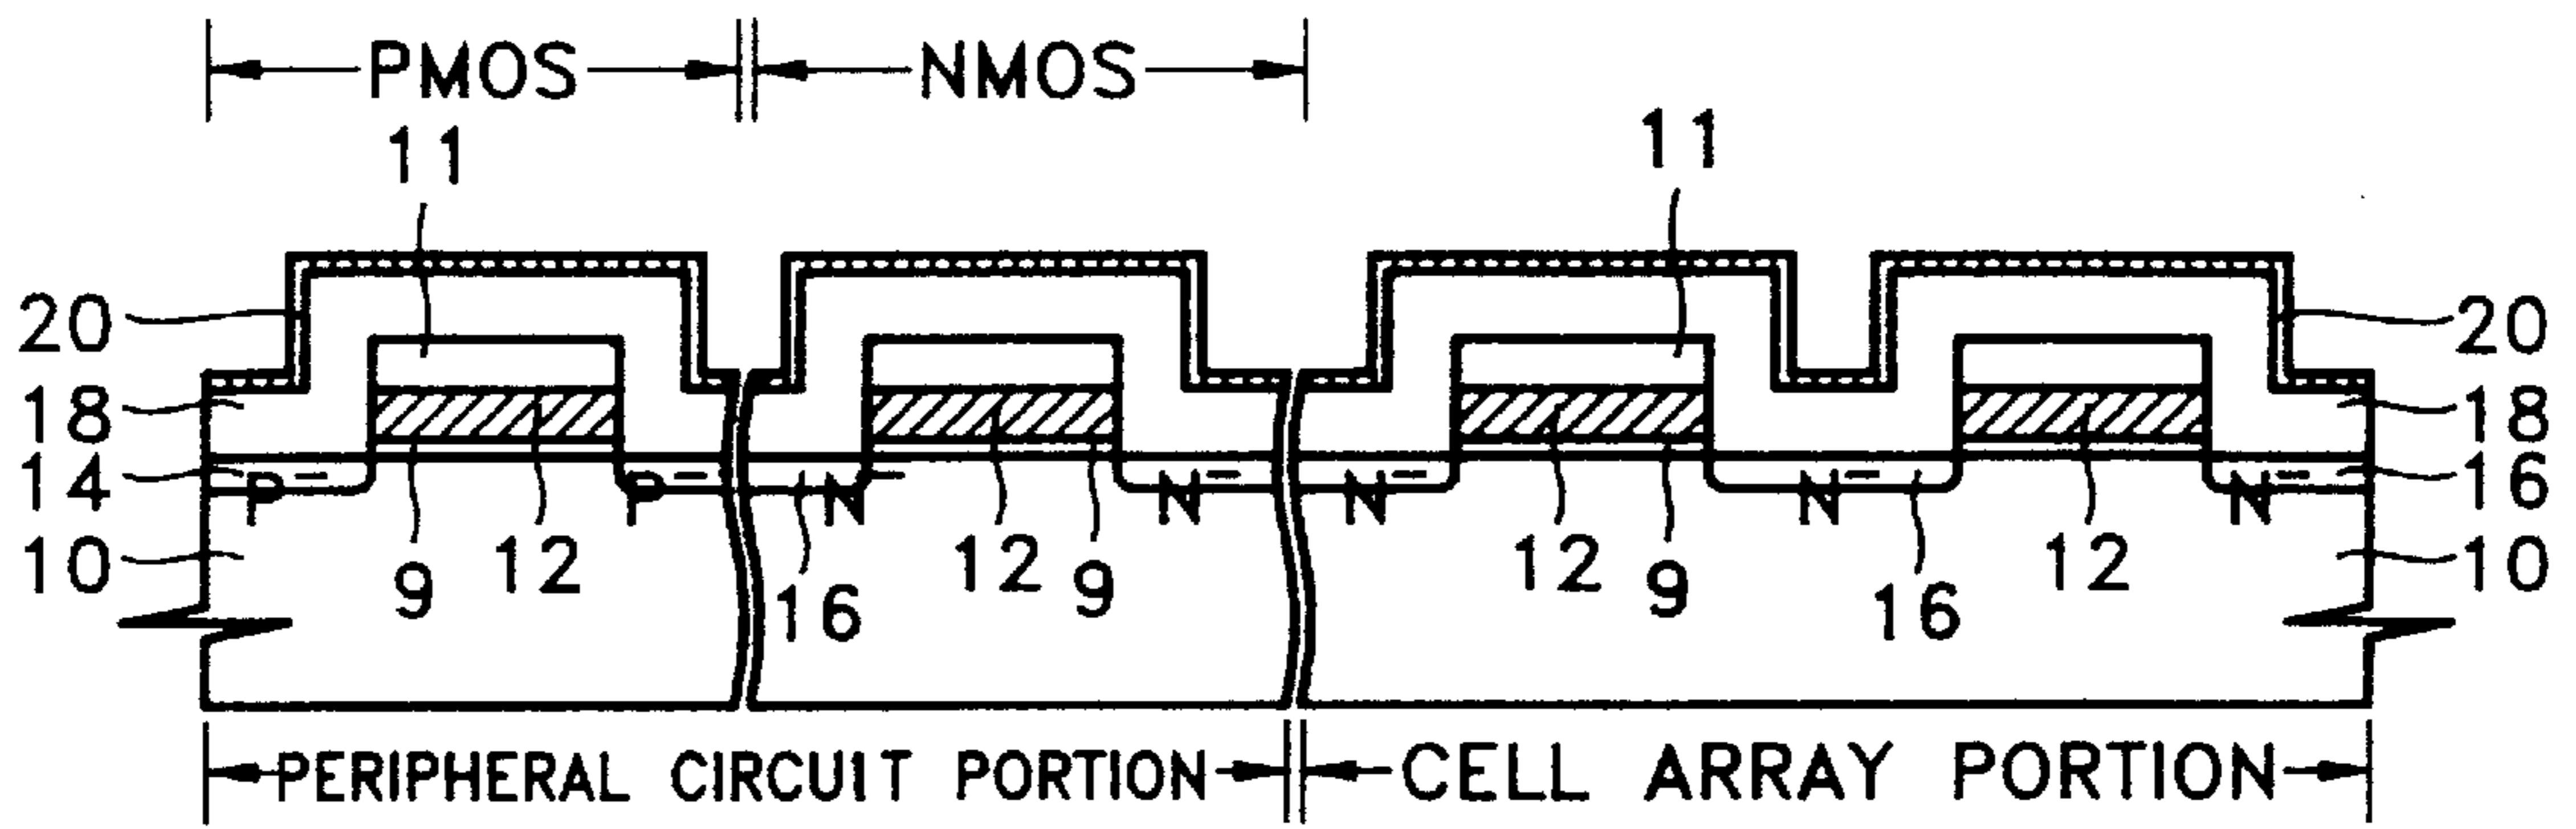 PMOS NMOS
11 11
20 20
18 18
14 P- P- N- N- N- N- N- 16
10 9 12 16 12 9 12 9 16 12 10
PERIPHERAL CIRCUIT PORTION CELL ARRAY PORTION